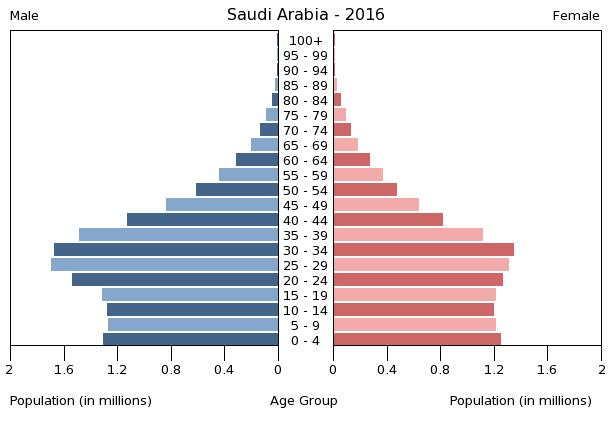 Male Saudi Arabia - 2016 Female
100+
95 - 99
90 - 94
85 - 89
80 - 84
75 - 79
70 - 74
65 - 69
60 - 64
55 - 59
50 - 54
45 - 49
40 - 44
35 - 39
30 - 34
25 - 29
20 - 24
15 - 19
10 - 14
5 - 9
0 - 4
2 1.6 1.2 0.8 0.4 0 0 0.4 0.8 1.2 1.6 2
Population (in millions) Age Group Population (in millions)